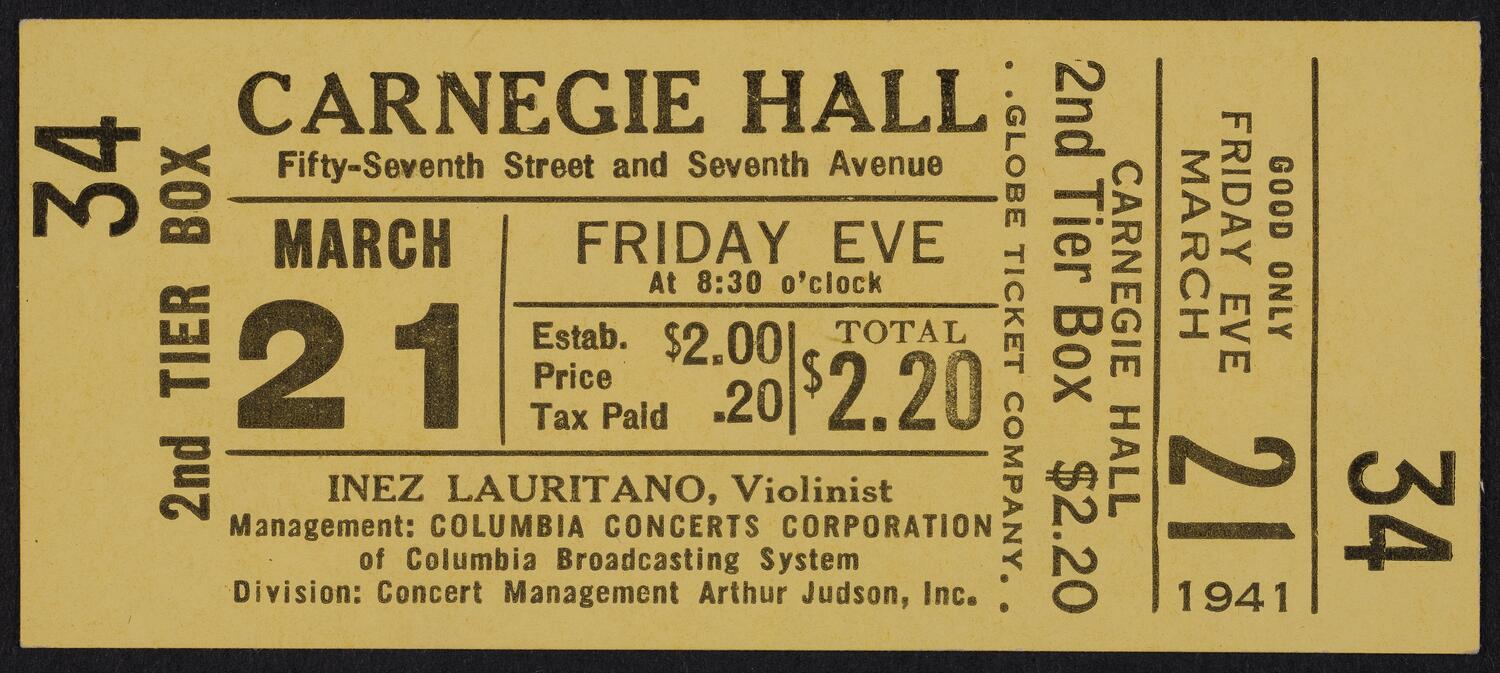 34
2nd TIER BOX
CARNEGIE HALL
Fifty-Seventh Street and Seventh Avenue
MARCH
21
FRIDAY EVE
At 8:30 o'clock
Estab. $2.00
Price
Tax Paid .20
TOTAL
$2.20
INEZ LAURITANO, Violinist
Management: COLUMBIA CONCERTS CORPORATION
of Columbia Broadcasting System
Division: Concert Management Arthur Judson, Inc.
. .GLOBE TICKET COMPANY. .
2nd Tier Box $2.20
CARNEGIE HALL
GOOD ONLY
FRIDAY EVE
MARCH
21
1941
34